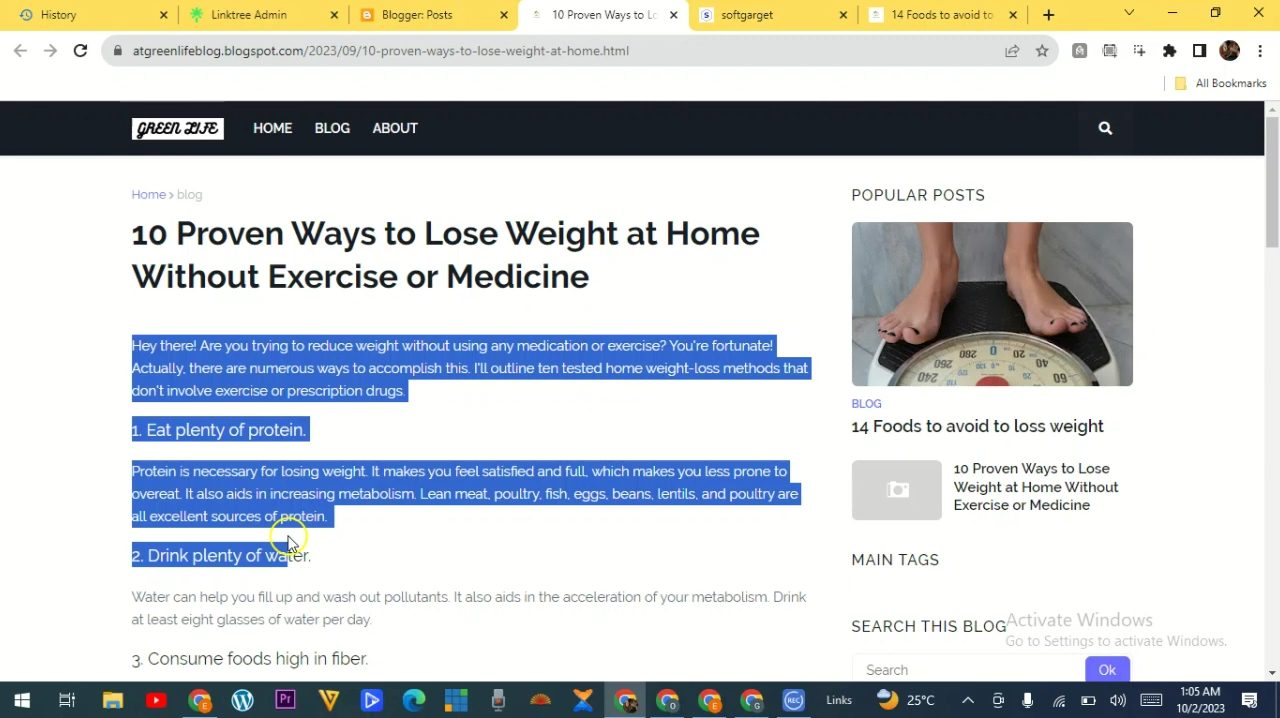 History
Linktree Admin
Blogger: Posts
10 Proven Ways to Lo
softgarget
14 Foods to avoid to
atgreenlifeblog.blogspot.com/2023/09/10-proven-ways-to-lose-weight-at-home.html
All Bookmarks
GREEN LIFE
HOME
BLOG
ABOUT
Home > blog
10 Proven Ways to Lose Weight at Home
Without Exercise or Medicine
Hey there! Are you trying to reduce weight without using any medication or exercise? You're fortunate!
Actually, there are numerous ways to accomplish this. I'll outline ten tested home weight-loss methods that
don't involve exercise or prescription drugs.
1. Eat plenty of protein.
Protein is necessary for losing weight. It makes you feel satisfied and full, which makes you less prone to
overeat. It also aids in increasing metabolism. Lean meat, poultry, fish, eggs, beans, lentils, and poultry are
all excellent sources of protein.
2. Drink plenty of water.
Water can help you fill up and wash out pollutants. It also aids in the acceleration of your metabolism. Drink
at least eight glasses of water per day.
3. Consume foods high in fiber.
POPULAR POSTS
280
0
20
260
40
240
60
BLOG
14 Foods to avoid to loss weight
10 Proven Ways to Lose
Weight at Home Without
Exercise or Medicine
MAIN TAGS
SEARCH THIS BLOG
Search
Ok
Activate Windows
Go to Settings to activate Windows.
Pr
REC
Links
25°C
1:05 AM
10/2/2023